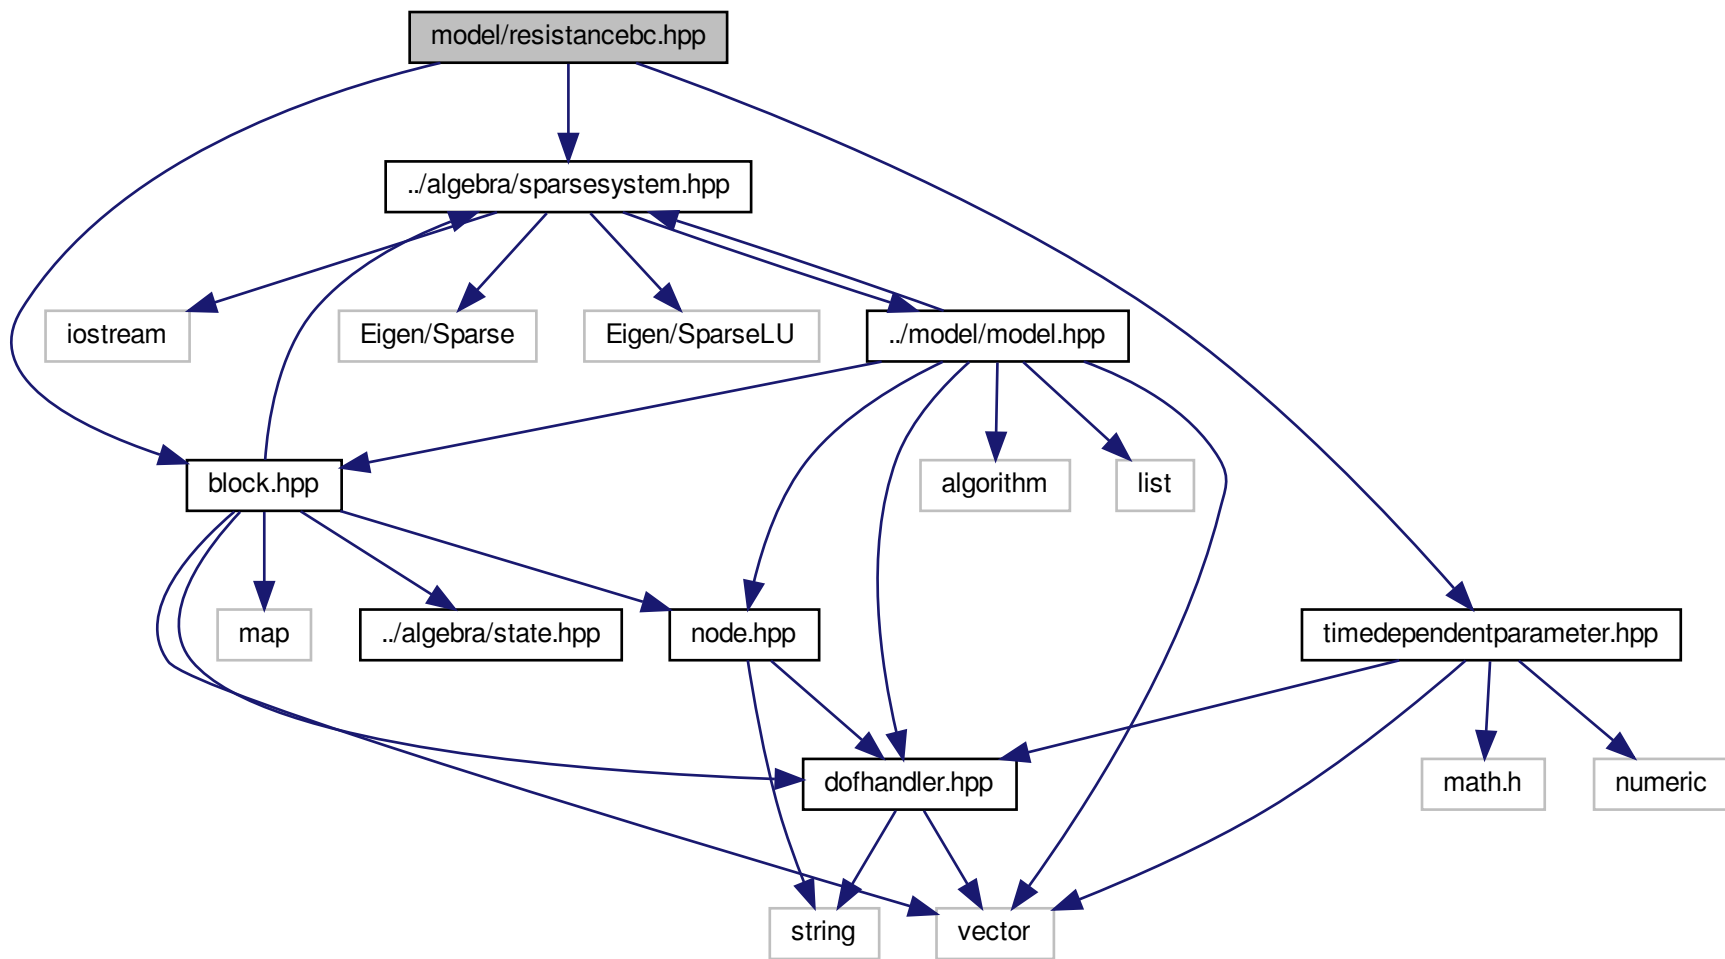 model/resistancebc.hpp
../algebra/sparsesystem.hpp
iostream
Eigen/Sparse
Eigen/SparseLU
../model/model.hpp
block.hpp
algorithm
list
map
../algebra/state.hpp
node.hpp
timedependentparameter.hpp
dofhandler.hpp
math.h
numeric
string
vector